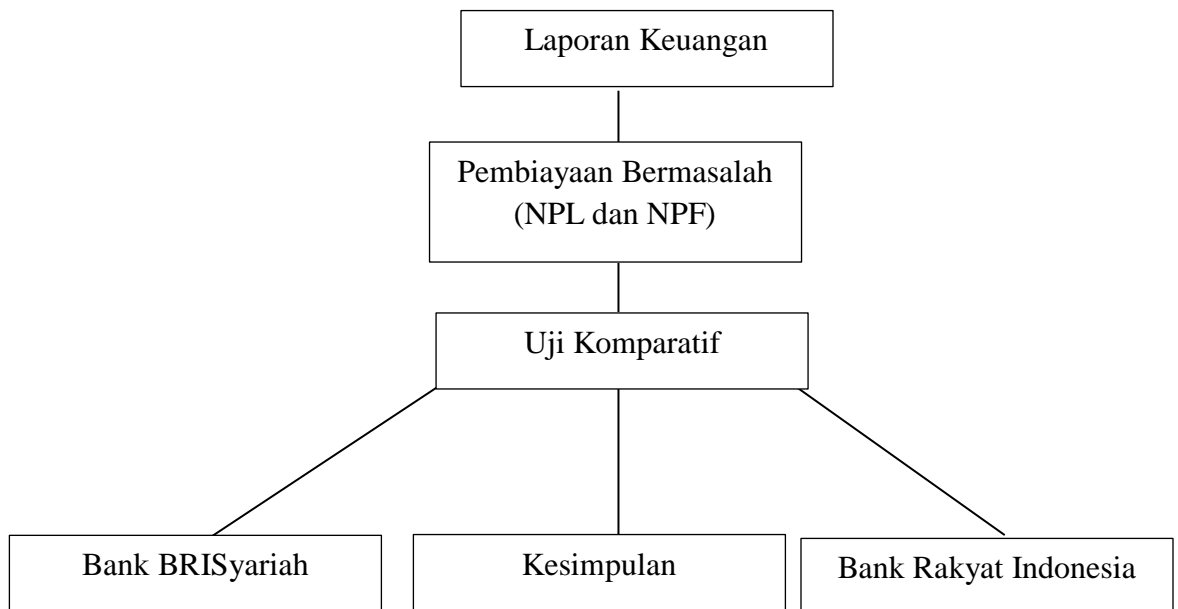 Laporan Keuangan
Pembiayaan Bermasalah
(NPL dan NPF)
Uji Komparatif
Bank BRISyariah
Kesimpulan
Bank Rakyat Indonesia